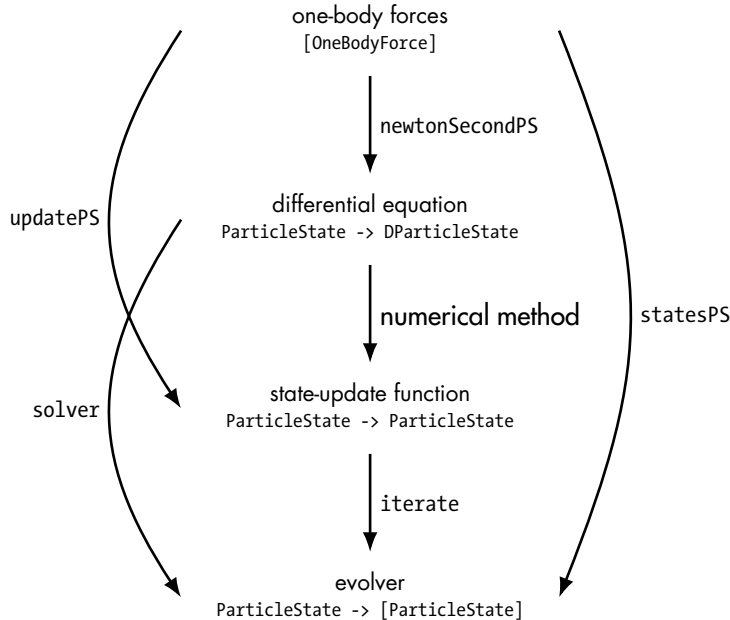 one-body forces
[OneBodyForce]
newtonSecondPS
differential equation
updatePS
ParticleState -> DParticleState
numerical method
statesPS
state-update function
solver
ParticleState -> ParticleState
iterate
evolver
ParticleState -> [ParticleState]